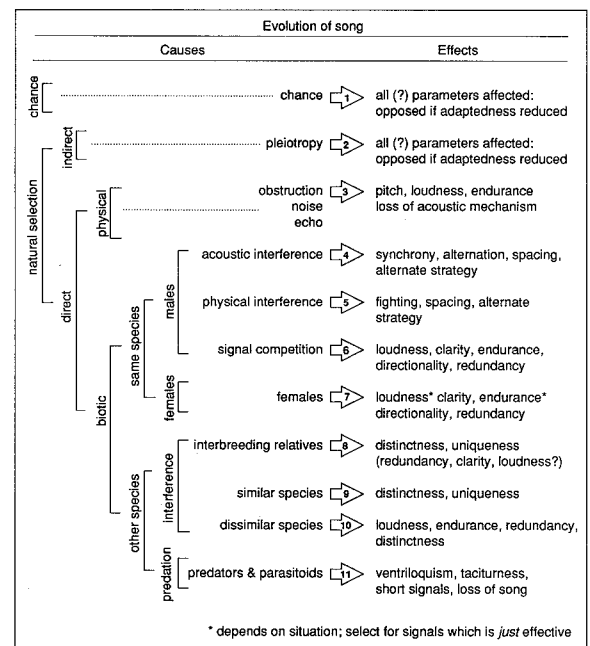 Evolution of song
Causes
Effects
chance
chance
1
all (?) parameters affected:
opposed if adaptedness reduced
natural selection
indirect
pleiotropy
2
all (?) parameters affected:
opposed if adaptedness reduced
direct
physical
obstruction
noise
echo
3
pitch, loudness, endurance
loss of acoustic mechanism
biotic
same species
males
acoustic interference
4
synchrony, alternation, spacing,
alternate strategy
physical interference
5
fighting, spacing, alternate
strategy
signal competition
6
loudness, clarity, endurance,
directionality, redundancy
females
females
7
loudness* clarity, endurance*
directionality, redundancy
other species
interference
interbreeding relatives
8
distinctness, uniqueness
(redundancy, clarity, loudness?)
similar species
9
distinctness, uniqueness
dissimilar species
10
loudness, endurance, redundancy,
distinctness
predation
predators & parasitoids
11
ventriloquism, taciturness,
short signals, loss of song
* depends on situation; select for signals which is just effective